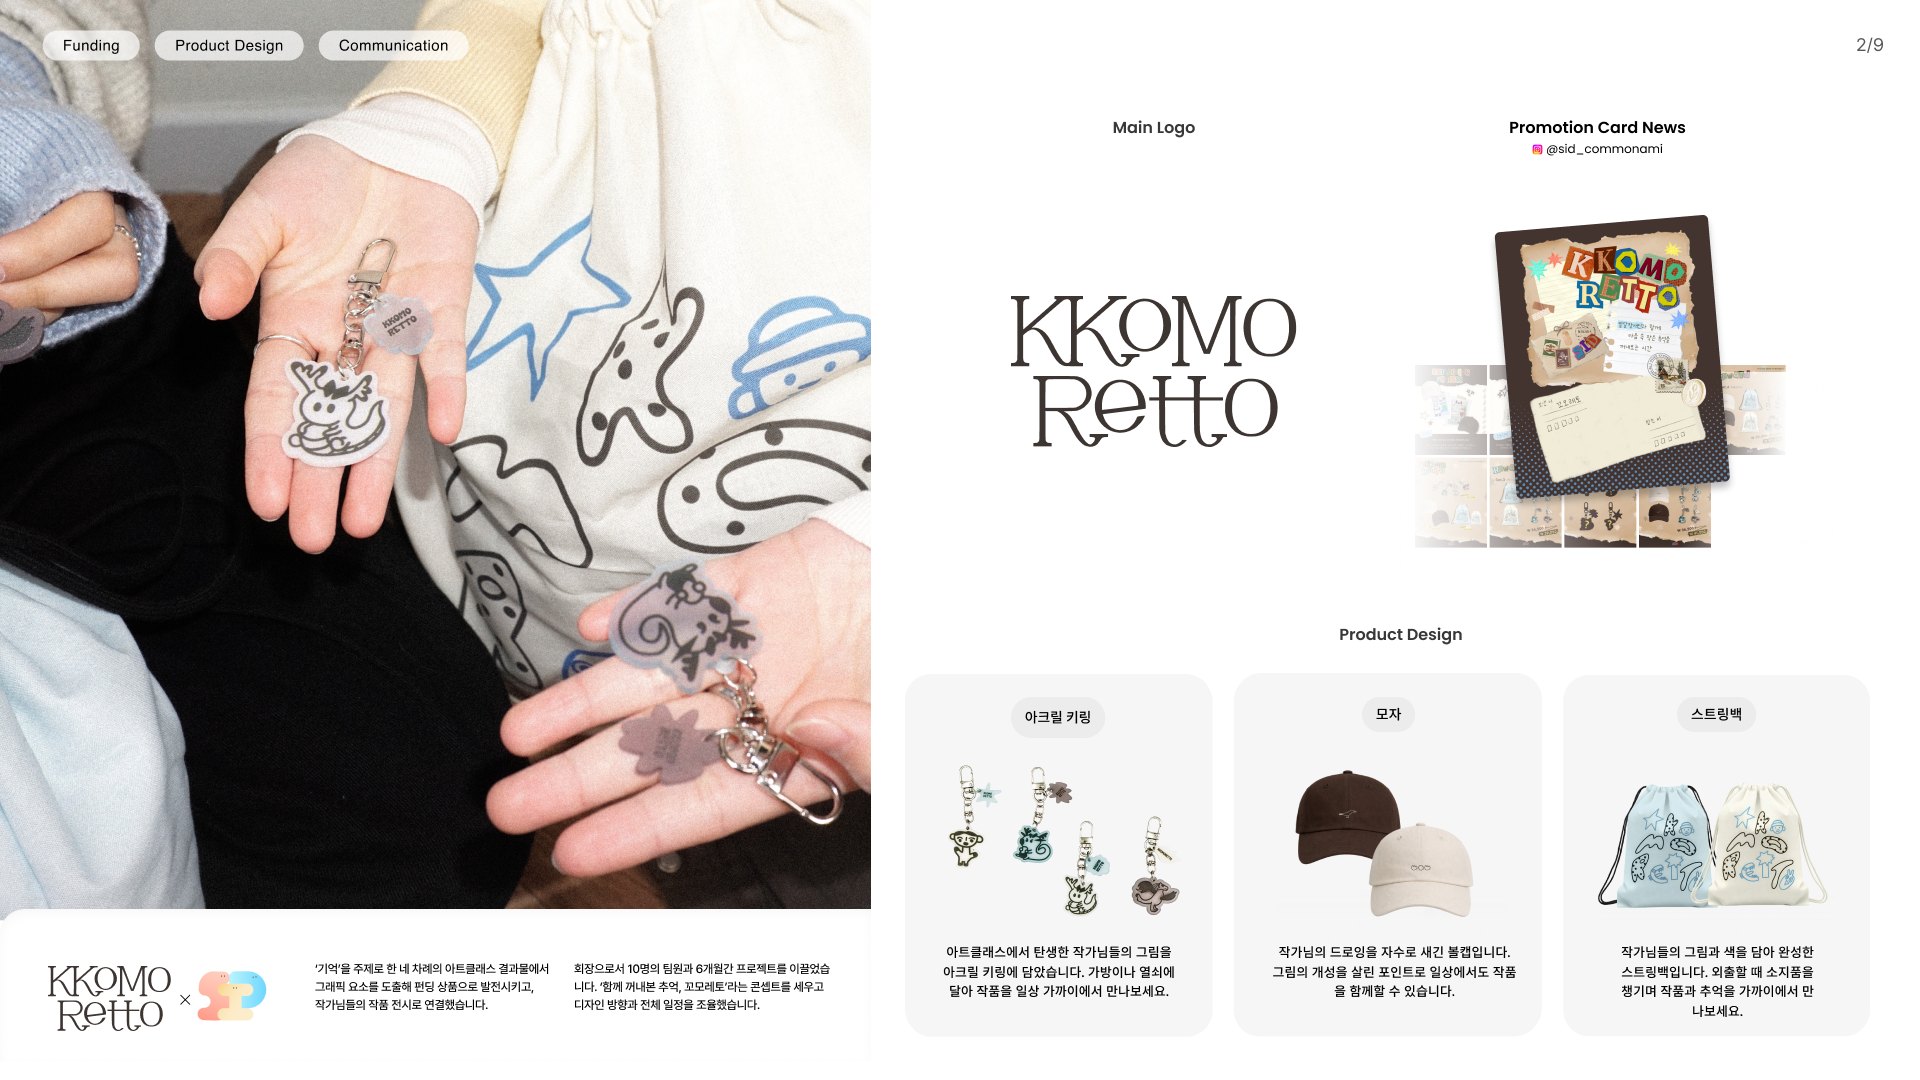 Funding
Product Design
Communication
2/9
KKOMO
RETTO
Main Logo
Promotion Card News
@sid_commonami
KKOMO
Retto
KKOMO
RETTO
Product Design
아크릴 키링
아트클래스에서 탄생한 작가님들의 그림을
아크릴 키링에 담았습니다. 가방이나 열쇠에
달아 작품을 일상 가까이에서 만나보세요.
모자
작가님의 드로잉을 자수로 새긴 볼캡입니다.
그림의 개성을 살린 포인트로 일상에서도 작품
을 함께할 수 있습니다.
스트링백
작가님들의 그림과 색을 담아 완성한
스트링백입니다. 외출할 때 소지품을
챙기며 작품과 추억을 가까이에서 만
나보세요.
KKOMO
Retto
×
‘기억’을 주제로 한 네 차례의 아트클래스 결과물에서
그래픽 요소를 도출해 펀딩 상품으로 발전시키고,
작가님들의 작품 전시로 연결했습니다.
회장으로서 10명의 팀원과 6개월간 프로젝트를 이끌었습
니다. ‘함께 꺼내본 추억, 꼬모레토’라는 콘셉트를 세우고
디자인 방향과 전체 일정을 조율했습니다.